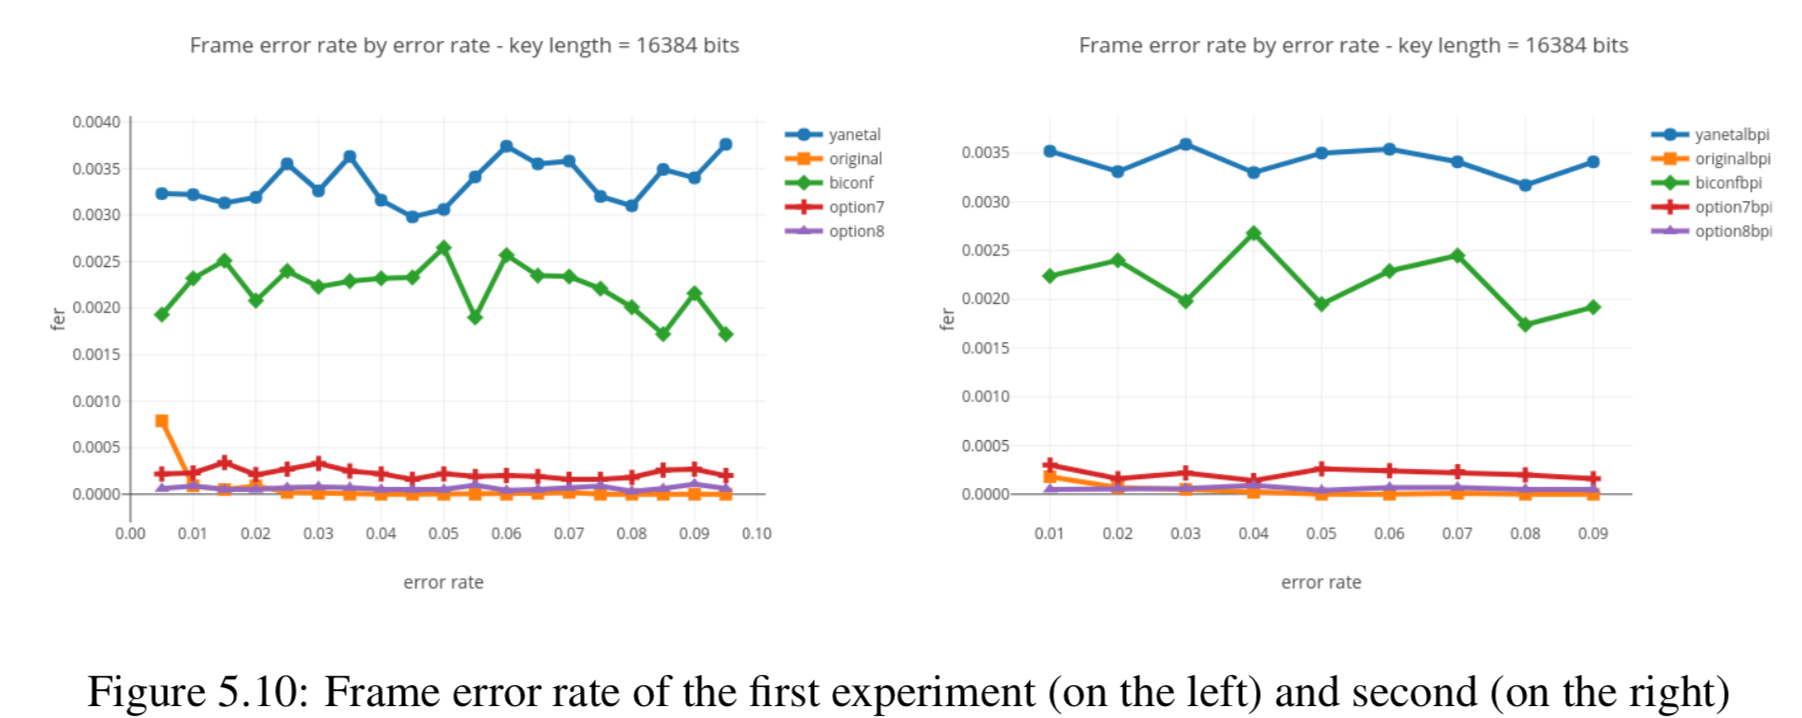 Frame error rate by error rate - key length = 16384 bits
0.0040
0.0035
0.0030
0.0025
0.0020
0.0015
0.0010
0.0005
0.0000
fer
0.00 0.01 0.02 0.03 0.04 0.05 0.06 0.07 0.08 0.09 0.10
error rate
yanetal
original
biconf
option7
option8
Frame error rate by error rate - key length = 16384 bits
0.0035
0.0030
0.0025
0.0020
0.0015
0.0010
0.0005
0.0000
fer
0.01 0.02 0.03 0.04 0.05 0.06 0.07 0.08 0.09
error rate
yanetalbpi
originalbpi
biconfbpi
option7bpi
option8bpi
Figure 5.10: Frame error rate of the first experiment (on the left) and second (on the right)